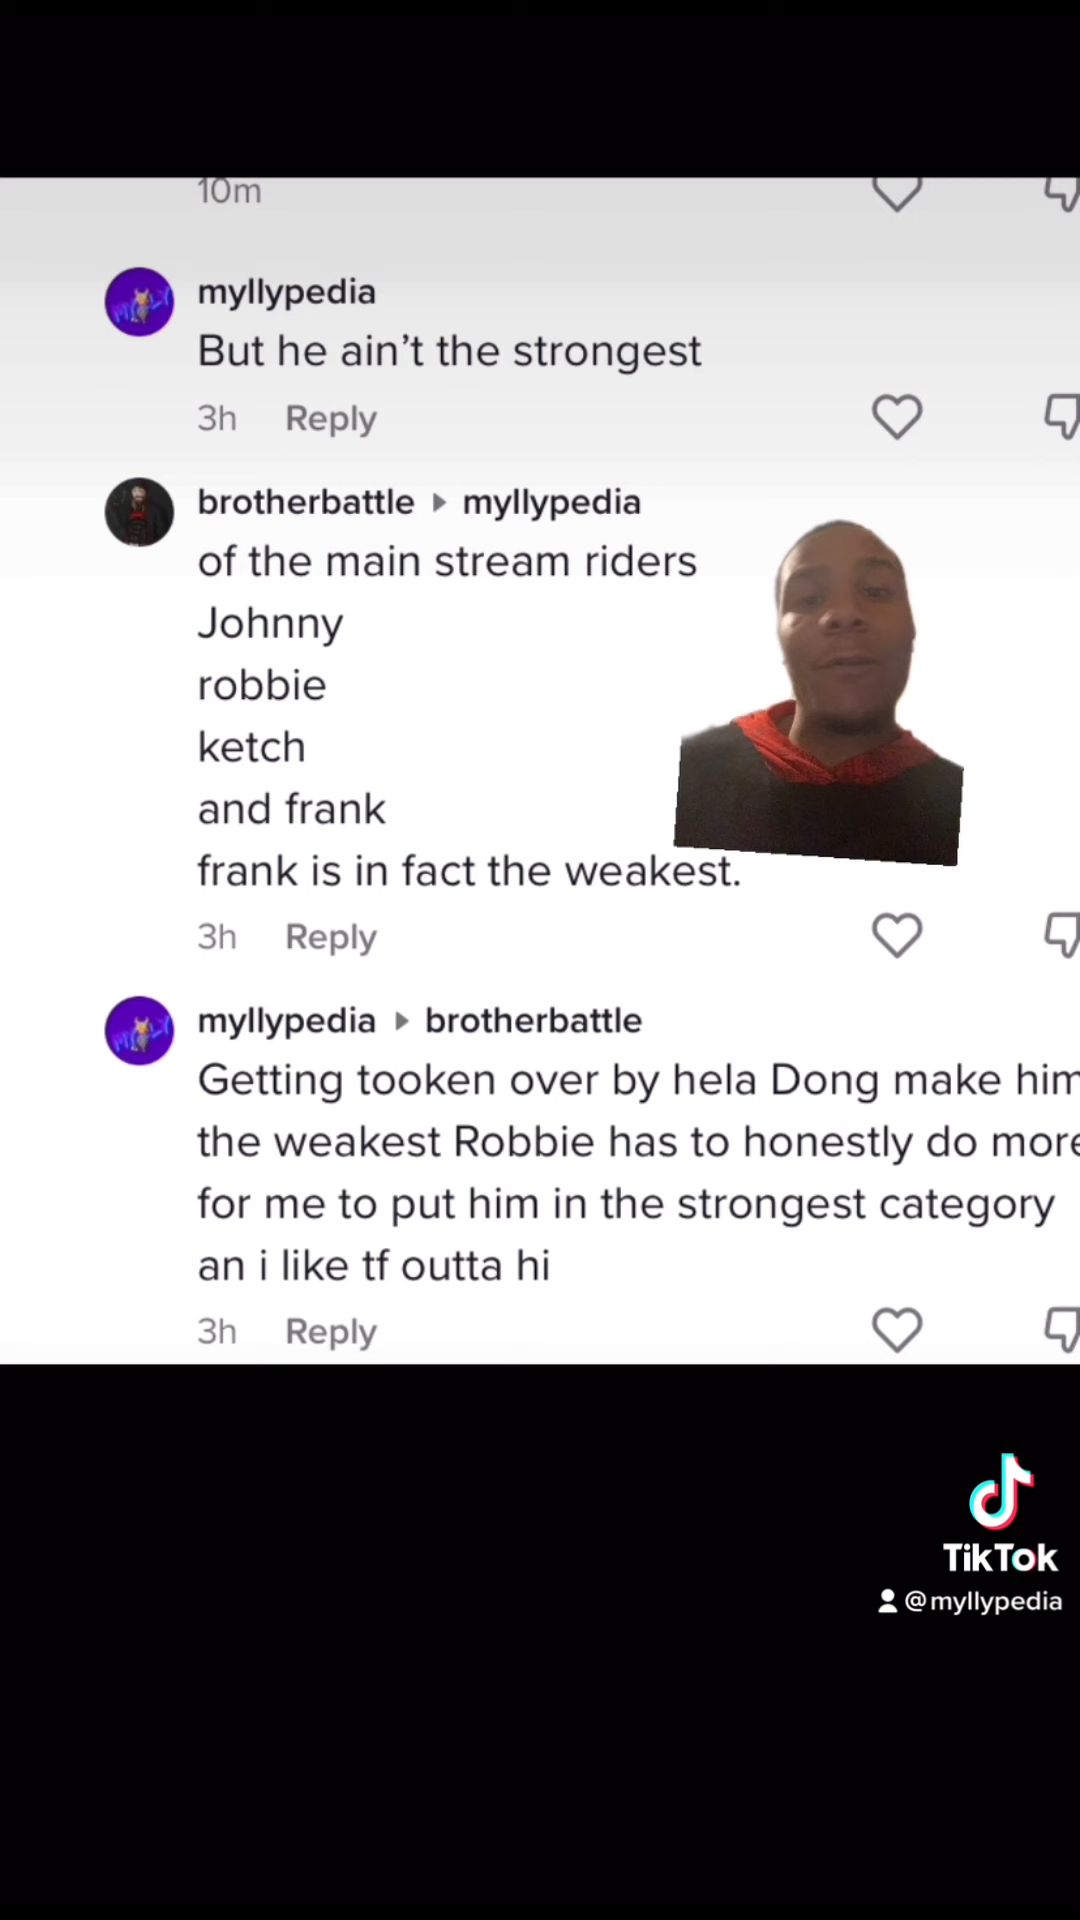 10m
myllypedia
But he ain't the strongest
3h Reply
brotherbattle myllypedia
of the main stream riders
Johnny
robbie
ketch
and frank
frank is in fact the weakest.
3h Reply
myllypedia brotherbattle
Getting tooken over by hela Dong make him
the weakest Robbie has to honestly do more
for me to put him in the strongest category
an i like tf outta hi
3h Reply
TikTok
@myllypedia